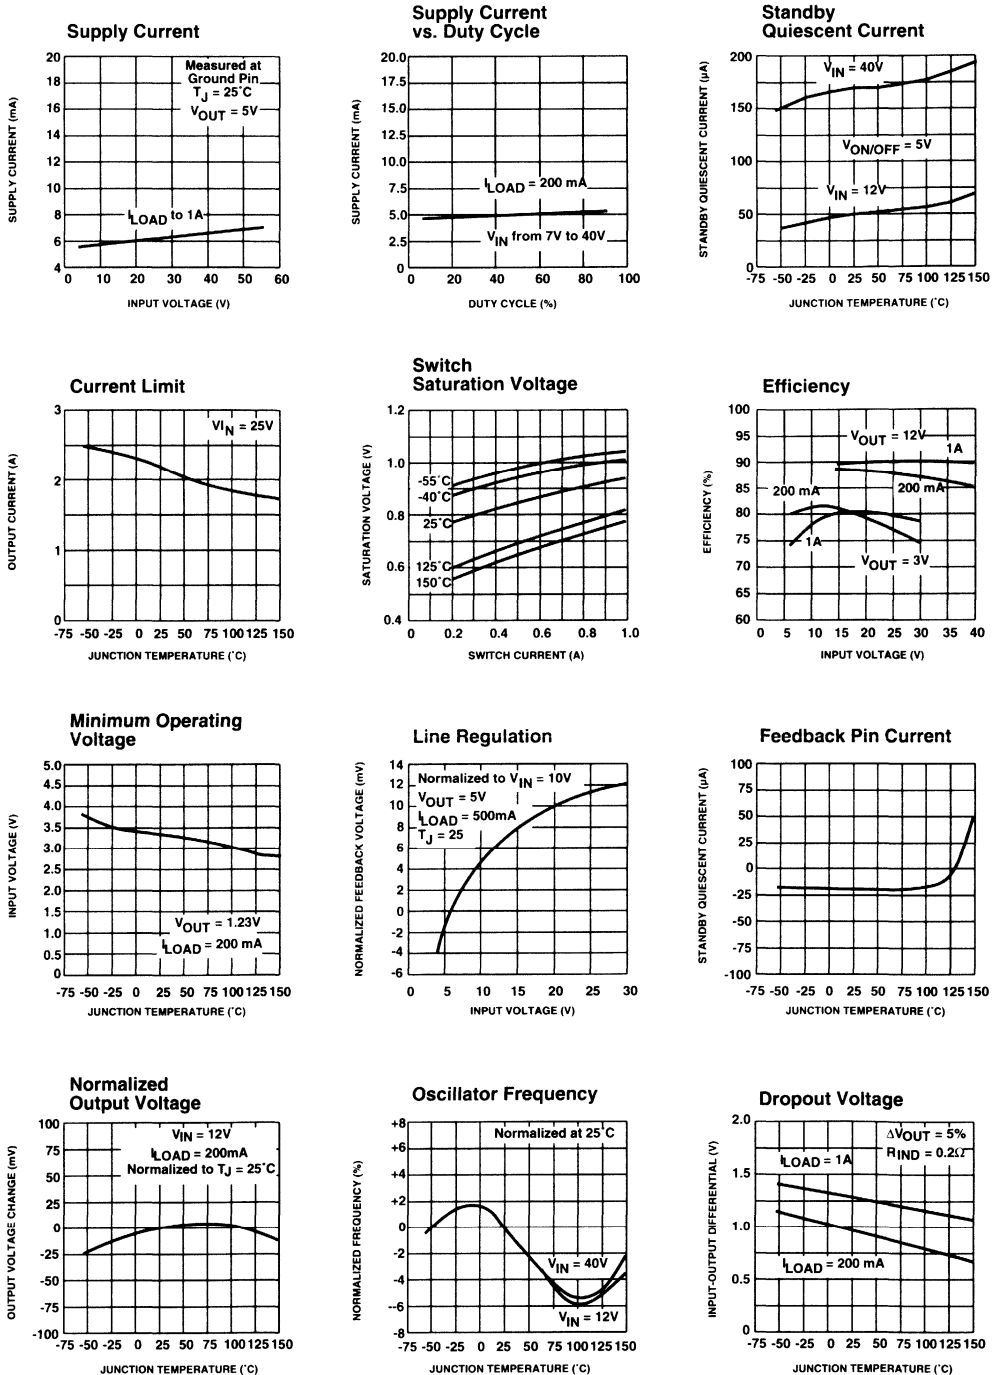 Supply Current
20
18
16
14
12
10
8
6
4
SUPPLY CURRENT (mA)
Measured at
Ground Pin
TJ = 25°C
VOUT = 5V
ILOAD to 1A
0 10 20 30 40 50 60
INPUT VOLTAGE (V)
Supply Current
vs. Duty Cycle
20.0
17.5
15.0
12.5
10.0
7.5
5.0
2.5
0
SUPPLY CURRENT (mA)
ILOAD = 200 mA
VIN from 7V to 40V
20 40 60 80 100
DUTY CYCLE (%)
Standby
Quiescent Current
200
150
100
50
0
STANDBY QUIESCENT CURRENT (µA)
VIN = 40V
VON/OFF = 5V
VIN = 12V
-75 -50 -25 0 25 50 75 100 125 150
JUNCTION TEMPERATURE (°C)
Current Limit
3
2
1
0
OUTPUT CURRENT (A)
VIN = 25V
-75 -50 -25 0 25 50 75 100 125 150
JUNCTION TEMPERATURE (°C)
Switch
Saturation Voltage
1.2
1.0
0.8
0.6
0.4
SATURATION VOLTAGE (V)
-55°C
-40°C
25°C
125°C
150°C
0 0.2 0.4 0.6 0.8 1.0
SWITCH CURRENT (A)
Efficiency
100
95
90
85
80
75
70
65
60
EFFICIENCY (%)
VOUT = 12V
1A
200 mA
200 mA
1A
VOUT = 3V
0 5 10 15 20 25 30 35 40
INPUT VOLTAGE (V)
Minimum Operating
Voltage
5.0
4.5
4.0
3.5
3.0
2.5
2.0
1.5
1.0
0.5
0
INPUT VOLTAGE (V)
VOUT = 1.23V
ILOAD = 200 mA
-75 -50 -25 0 25 50 75 100 125 150
JUNCTION TEMPERATURE (°C)
Line Regulation
14
12
10
8
6
4
2
0
-2
-4
-6
NORMALIZED FEEDBACK VOLTAGE (mV)
Normalized to VIN = 10V
VOUT = 5V
ILOAD = 500mA
TJ = 25
0 5 10 15 20 25 30
INPUT VOLTAGE (V)
Feedback Pin Current
100
75
50
25
0
-25
-50
-75
-100
STANDBY QUIESCENT CURRENT (µA)
-75 -50 -25 0 25 50 75 100 125 150
JUNCTION TEMPERATURE (°C)
Normalized
Output Voltage
100
75
50
25
0
-25
-50
-75
-100
OUTPUT VOLTAGE CHANGE (mV)
VIN = 12V
ILOAD = 200mA
Normalized to TJ = 25°C
-75 -50 -25 0 25 50 75 100 125 150
JUNCTION TEMPERATURE (°C)
Oscillator Frequency
+8
+6
+4
+2
0
-2
-4
-6
-8
NORMALIZED FREQUENCY (%)
Normalized at 25°C
VIN = 40V
VIN = 12V
-75 -50 -25 0 25 50 75 100 125 150
JUNCTION TEMPERATURE (°C)
Dropout Voltage
2.0
1.5
1.0
0.5
0
INPUT-OUTPUT DIFFERENTIAL (V)
ΔVOUT = 5%
RIND = 0.2Ω
ILOAD = 1A
ILOAD = 200 mA
-75 -50 -25 0 25 50 75 100 125 150
JUNCTION TEMPERATURE (°C)